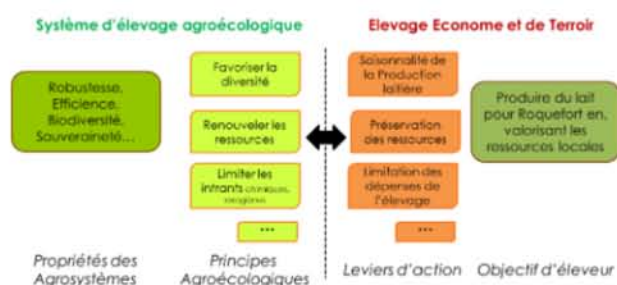 Système d'élevage agroécologique
Elevage Econome et de Terroir
Robustesse,
Efficience,
Biodiversité,
Souveraineté...
Favoriser la
diversité
Renouveler les
ressources
Limiter les
intrants chimiques,
...
Saisonnalité de
la Production
laitière
Préservation
des ressources
Limitation des
dépenses de
l'élevage
...
Produire du lait
pour Roquefort en,
valorisant les
ressources locales
Propriétés des
Agrosystèmes
Principes
Agroécologiques
Leviers d'action
Objectif d'éleveur